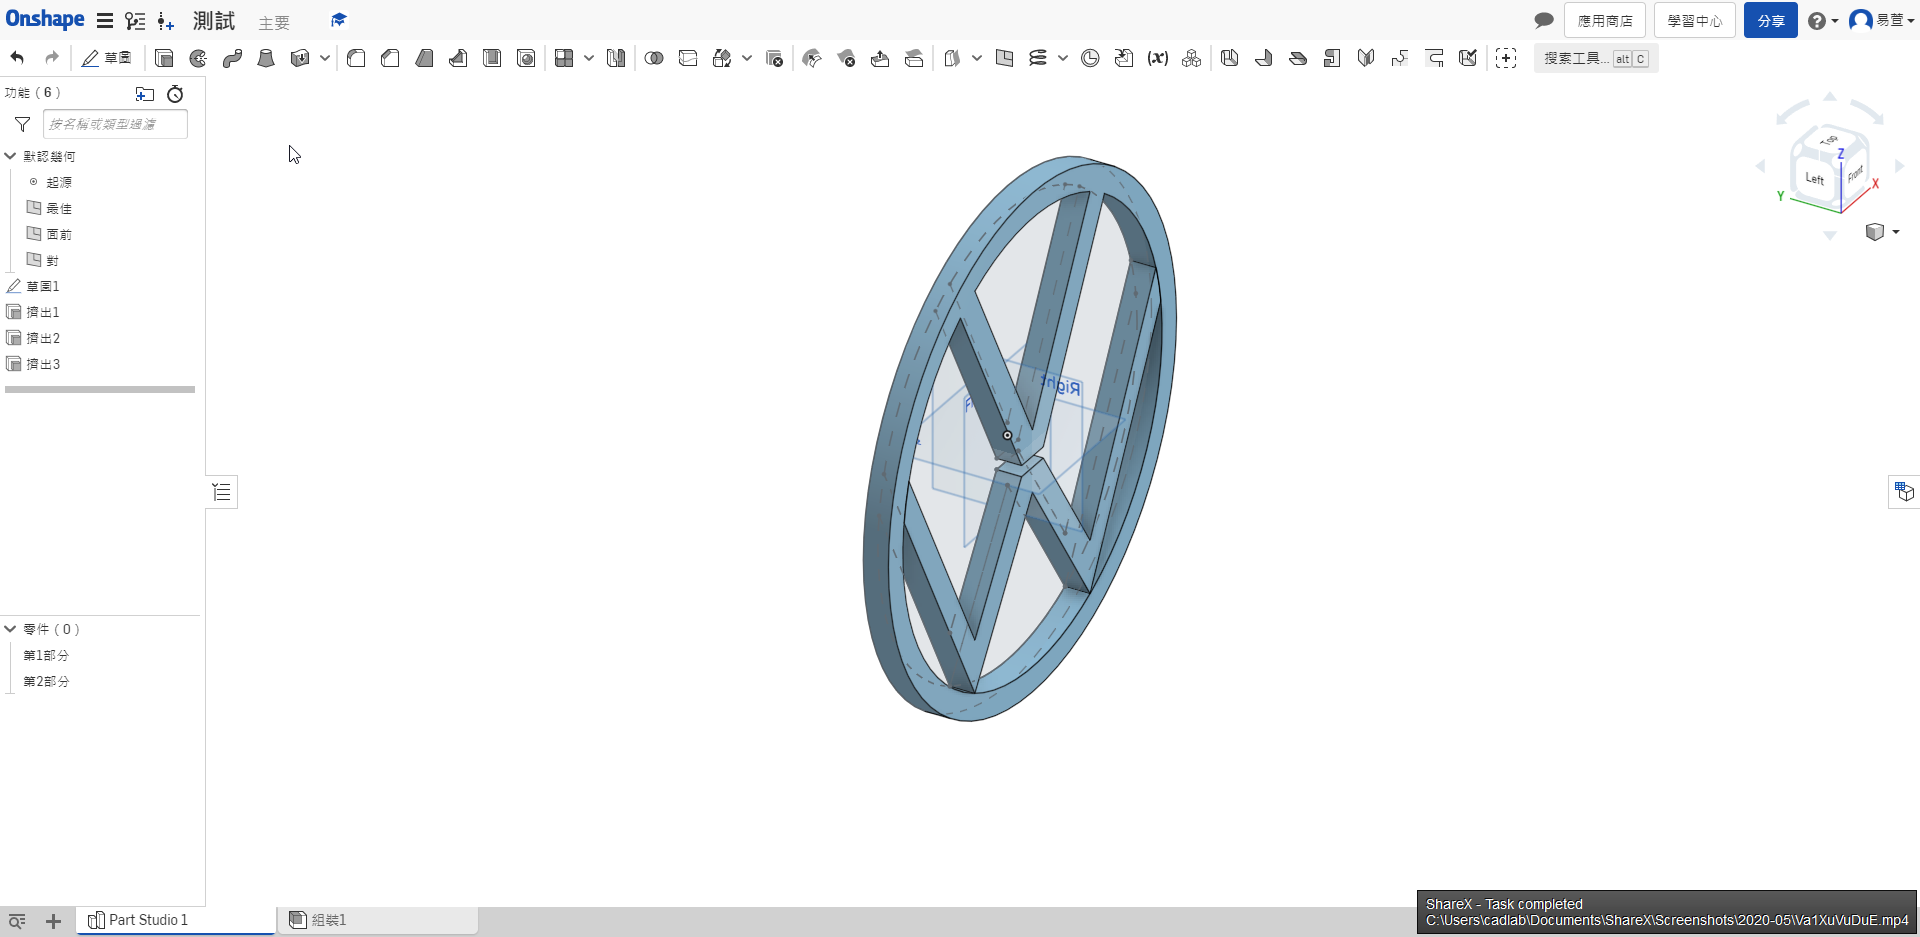 Onshape 測試 主要 應用商店 學習中心 分享 易萱
草圖 (x) 搜索工具... alt C
功能 ( 6 )
按名稱或類型過濾
默認幾何
起源
最佳
面前
對
草圖1
擠出1
擠出2
擠出3
Top
Z
Left Front
X
Y
Right
零件 ( 0 )
第1部分
第2部分
Part Studio 1 組裝1
ShareX - Task completed
C:\Users\cadlab\Documents\ShareX\Screenshots\2020-05\Va1XuVuDuE.mp4